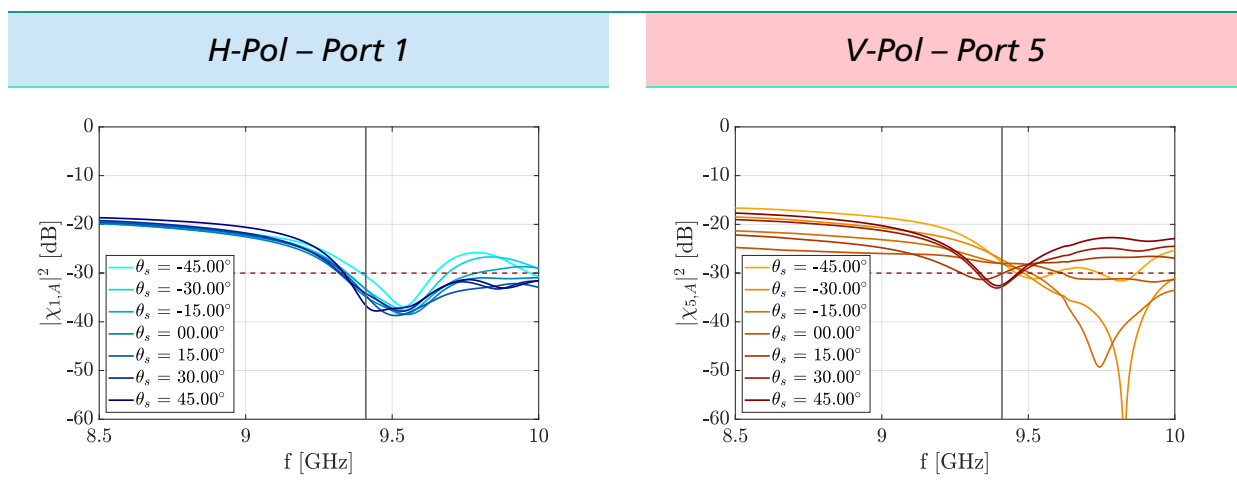 H-Pol – Port 1
V-Pol – Port 5
0
-10
-20
-30
-40
-50
-60
|χ1,A|² [dB]
θs = -45.00°
θs = -30.00°
θs = -15.00°
θs = 00.00°
θs = 15.00°
θs = 30.00°
θs = 45.00°
8.5 9 9.5 10
f [GHz]
0
-10
-20
-30
-40
-50
-60
|χ5,A|² [dB]
θs = -45.00°
θs = -30.00°
θs = -15.00°
θs = 00.00°
θs = 15.00°
θs = 30.00°
θs = 45.00°
8.5 9 9.5 10
f [GHz]